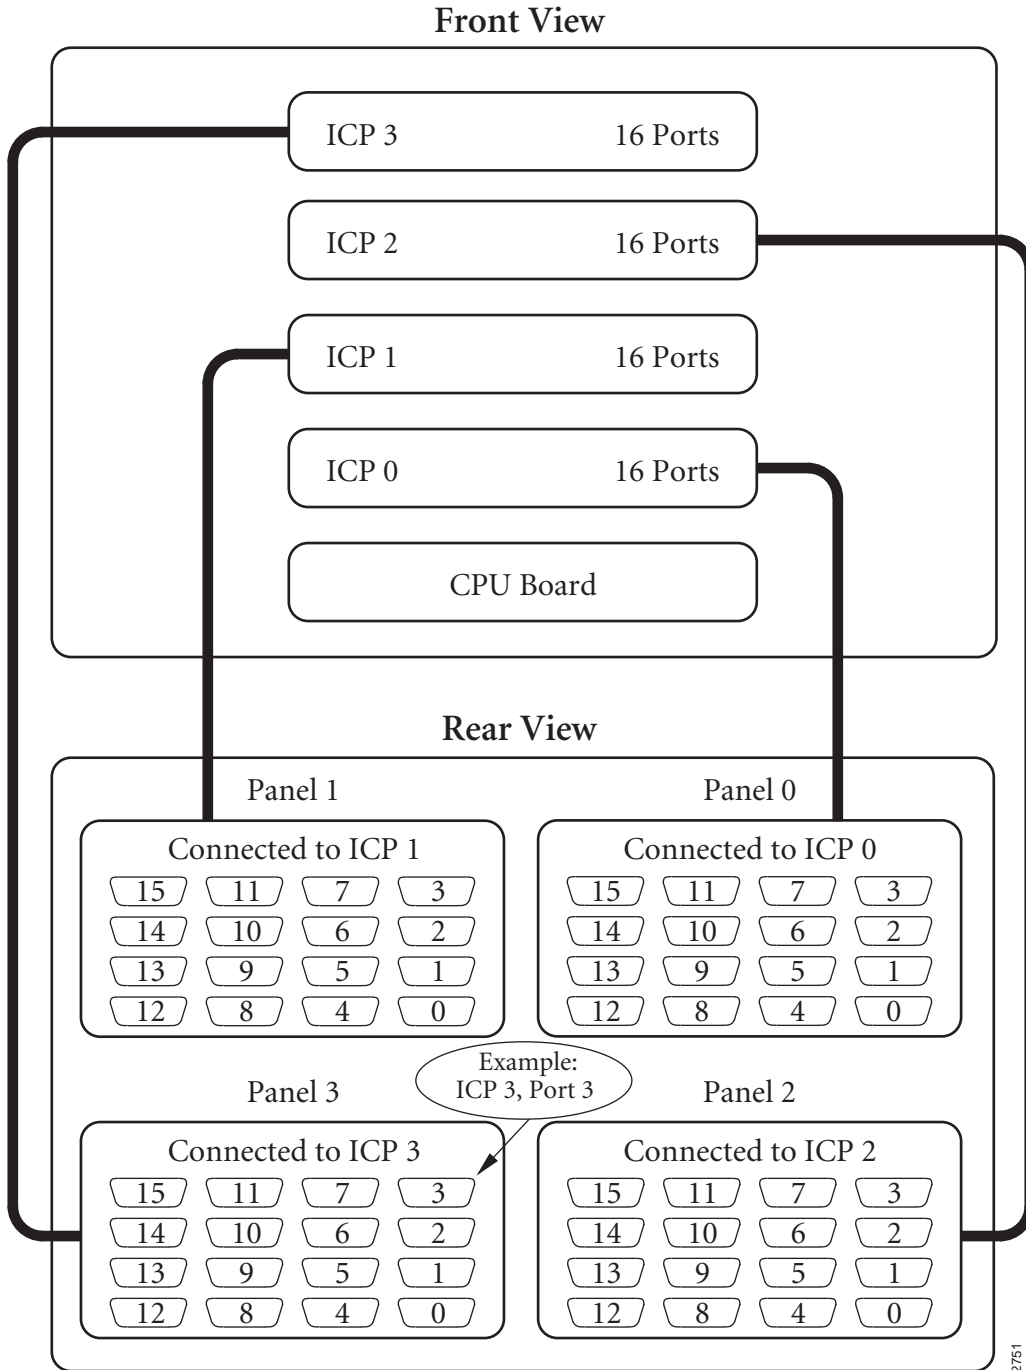 Front View
ICP 3 16 Ports
ICP 2 16 Ports
ICP 1 16 Ports
ICP 0 16 Ports
CPU Board
Rear View
Panel 1 Panel 0
Connected to ICP 1
15 11 7 3
14 10 6 2
13 9 5 1
12 8 4 0
Connected to ICP 0
15 11 7 3
14 10 6 2
13 9 5 1
12 8 4 0
Example:
ICP 3, Port 3
Panel 3 Panel 2
Connected to ICP 3
15 11 7 3
14 10 6 2
13 9 5 1
12 8 4 0
Connected to ICP 2
15 11 7 3
14 10 6 2
13 9 5 1
12 8 4 0
2751